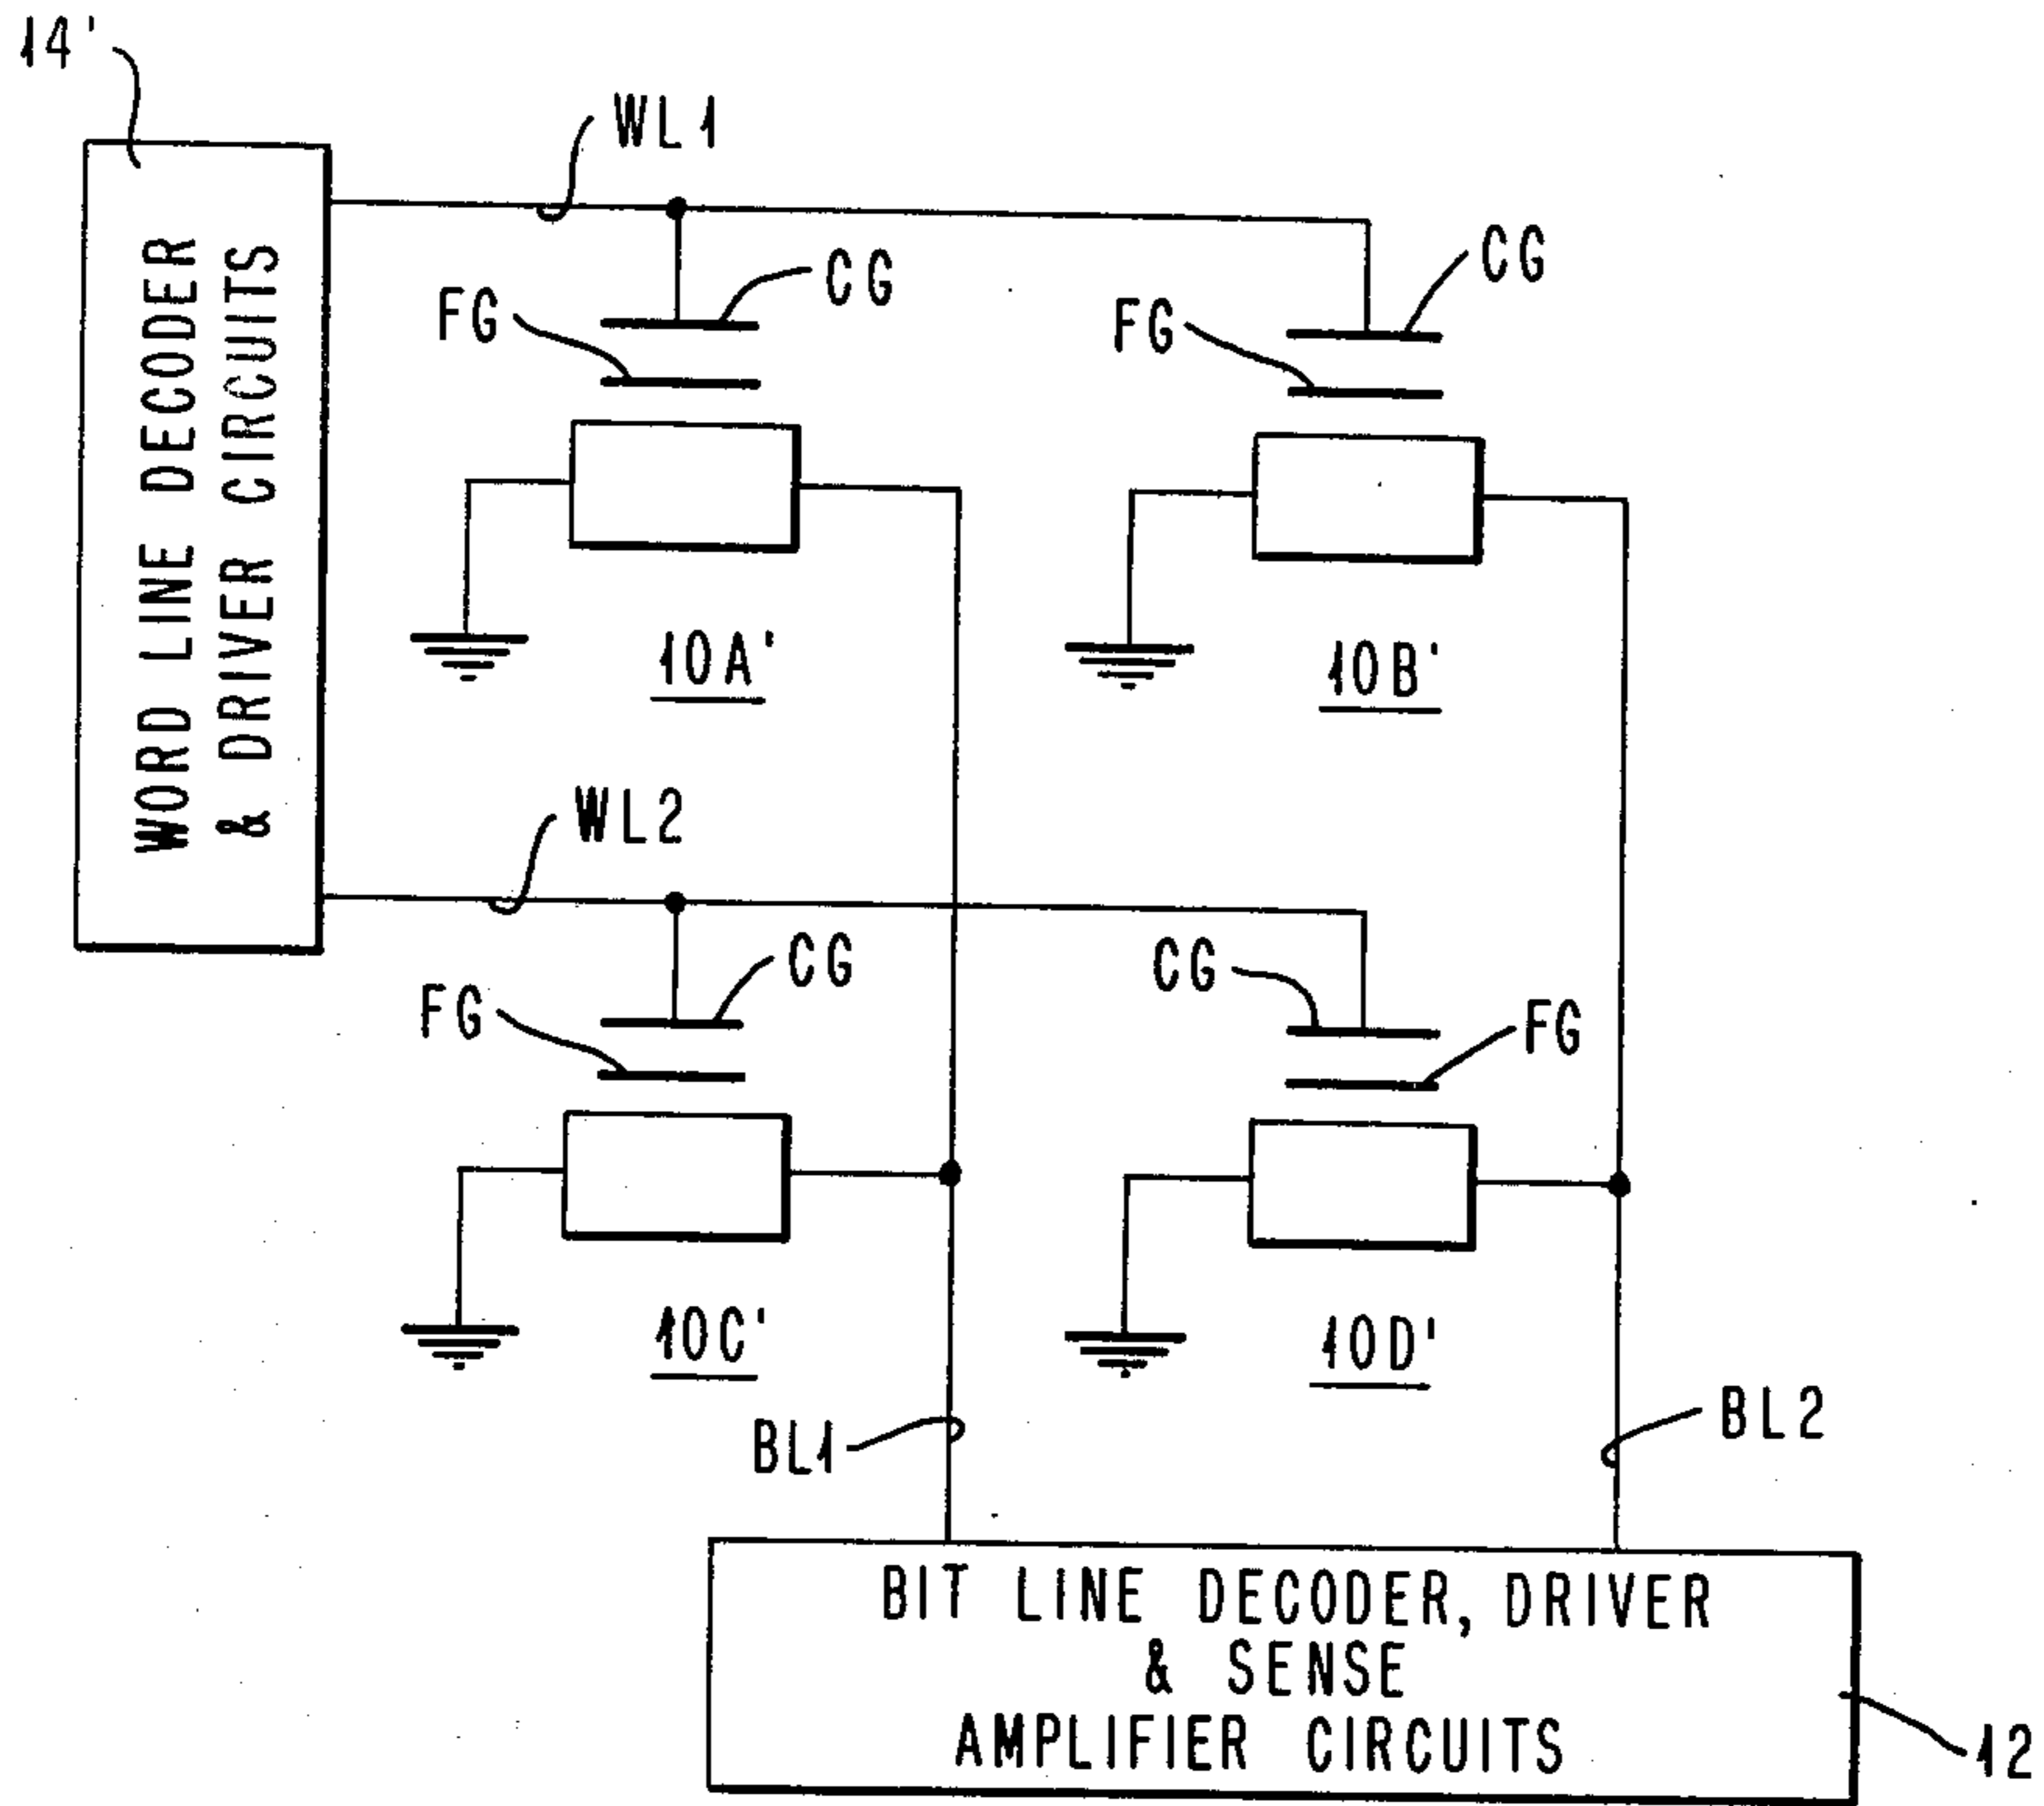 14'
WL1
CG
CG
FG
FG
WORD LINE DECODER
& DRIVER CIRCUITS
10A'
10B'
WL2
CG
CG
FG
FG
10C'
10D'
BL1
BL2
BIT LINE DECODER, DRIVER
& SENSE
AMPLIFIER CIRCUITS
12